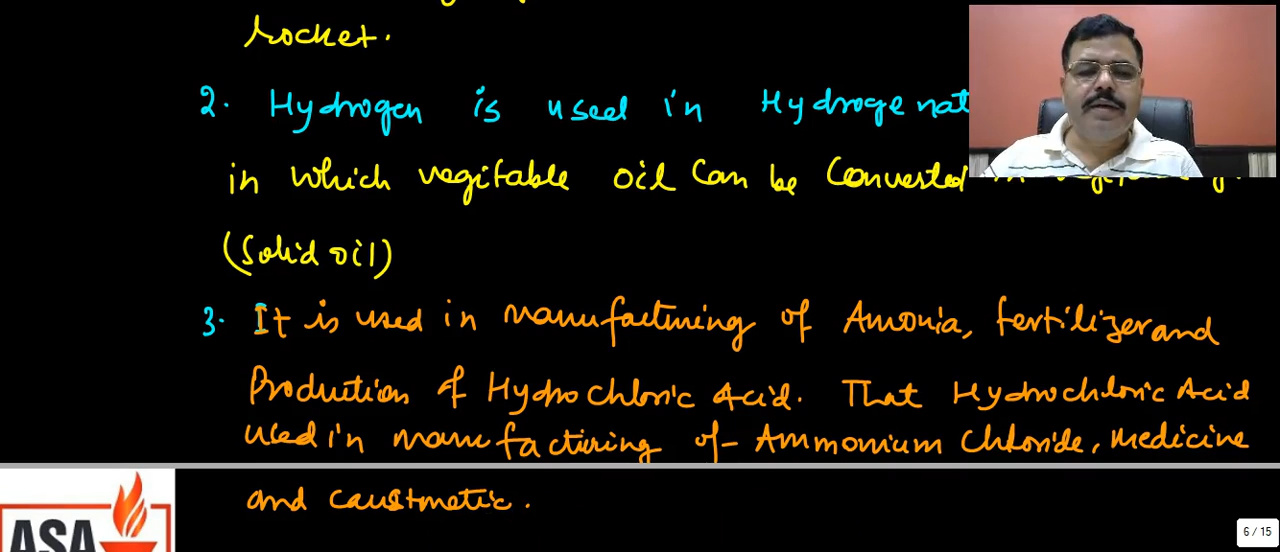 rocket.
2. Hydrogen is used in Hydrogenat
in which vegitable oil Can be Converted
(Solid oil)
3. It is used in manufacturing of Amonia, fertilizer and
Production of Hydrochloric Acid. That Hydrochloric Acid
used in manufacturing of - Ammonium Chloride, medicine
and caustmetic.
ASA
6 / 15